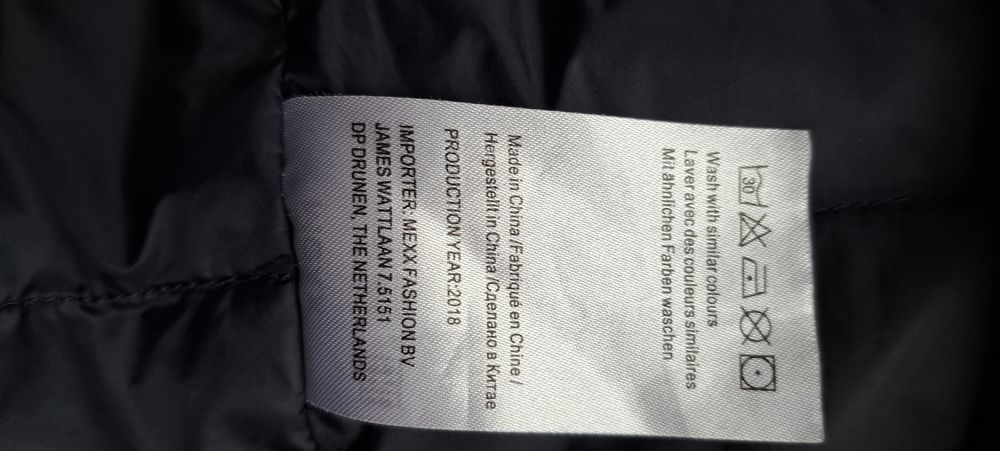 30
Wash with similar colours
Laver avec des couleurs similaires
Mit ähnlichen Farben waschen
Made in China /Fabriqué en Chine /
Hergestellt in China /Сделано в Китае
PRODUCTION YEAR:2018
IMPORTER: MEXX FASHION BV
JAMES WATTLAAN 7.5151
DP DRUNEN, THE NETHERLANDS